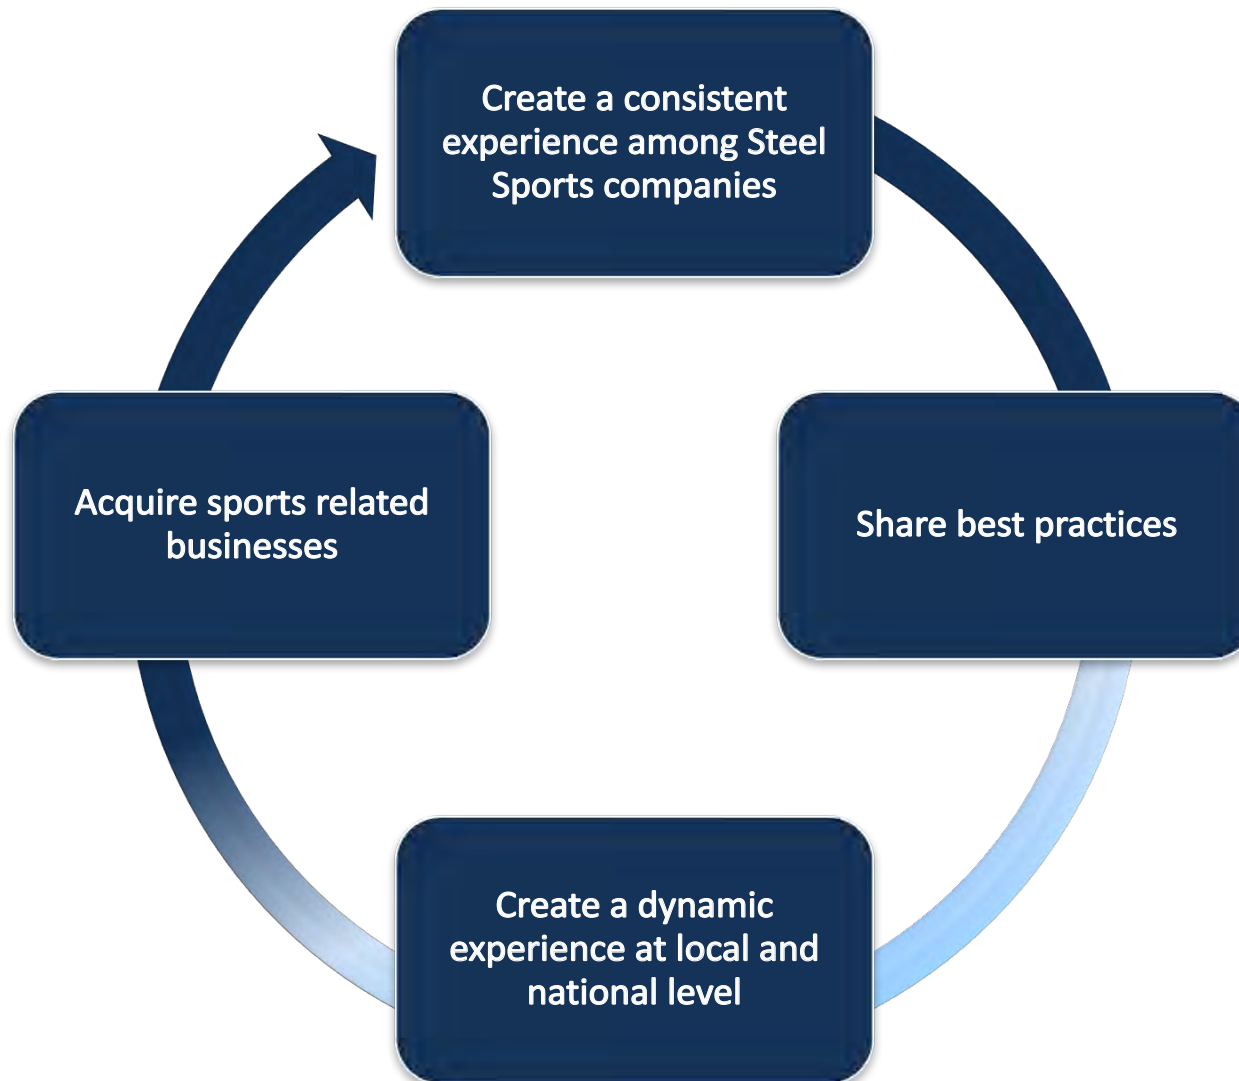 Create a consistent
experience among Steel
Sports companies
Acquire sports related
businesses
Share best practices
Create a dynamic
experience at local and
national level